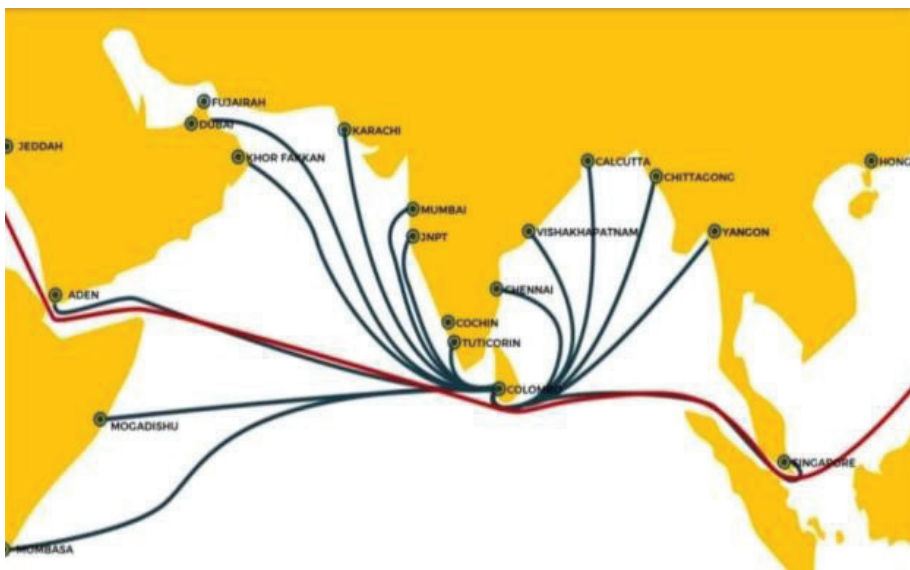 FUJAIRAH
DUBAI
KARACHI
JEDDAH
KHOR FAKKAN
CALCUTTA
HONG
CHITTAGONG
MUMBAI
JNPT
VISHAKHAPATNAM
YANGON
ADEN
CHENNAI
COCHIN
TUTICORIN
COLOMBO
MOGADISHU
SINGAPORE
MOMBASA